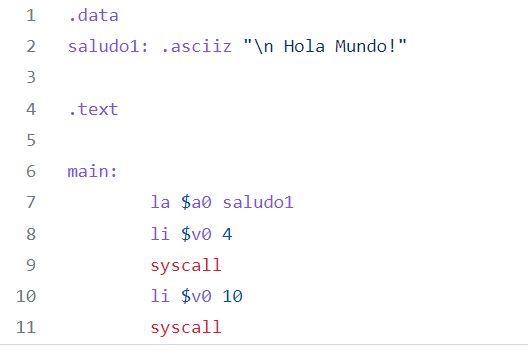 1 .data
2 saludo1: .asciiz "\n Hola Mundo!"
3
4 .text
5
6 main:
7 la $a0 saludo1
8 li $v0 4
9 syscall
10 li $v0 10
11 syscall